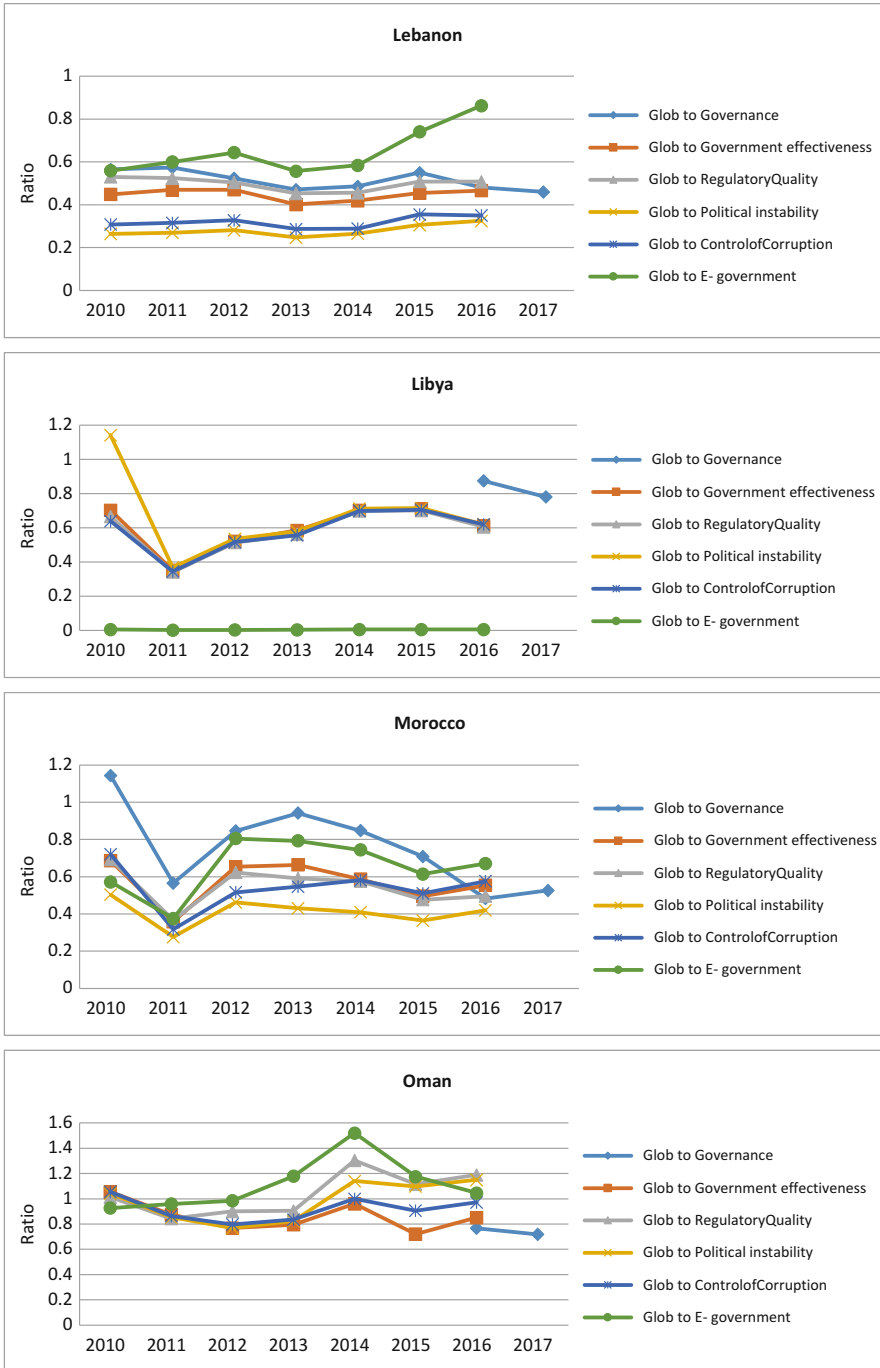 Lebanon
Ratio
1
0.8
0.6
0.4
0.2
0
2010 2011 2012 2013 2014 2015 2016 2017
Glob to Governance
Glob to Government effectiveness
Glob to RegulatoryQuality
Glob to Political instability
Glob to ControlofCorruption
Glob to E- government
Libya
Ratio
1.2
1
0.8
0.6
0.4
0.2
0
2010 2011 2012 2013 2014 2015 2016 2017
Glob to Governance
Glob to Government effectiveness
Glob to RegulatoryQuality
Glob to Political instability
Glob to ControlofCorruption
Glob to E- government
Morocco
Ratio
1.2
1
0.8
0.6
0.4
0.2
0
2010 2011 2012 2013 2014 2015 2016 2017
Glob to Governance
Glob to Government effectiveness
Glob to RegulatoryQuality
Glob to Political instability
Glob to ControlofCorruption
Glob to E- government
Oman
Ratio
1.6
1.4
1.2
1
0.8
0.6
0.4
0.2
0
2010 2011 2012 2013 2014 2015 2016 2017
Glob to Governance
Glob to Government effectiveness
Glob to RegulatoryQuality
Glob to Political instability
Glob to ControlofCorruption
Glob to E- government